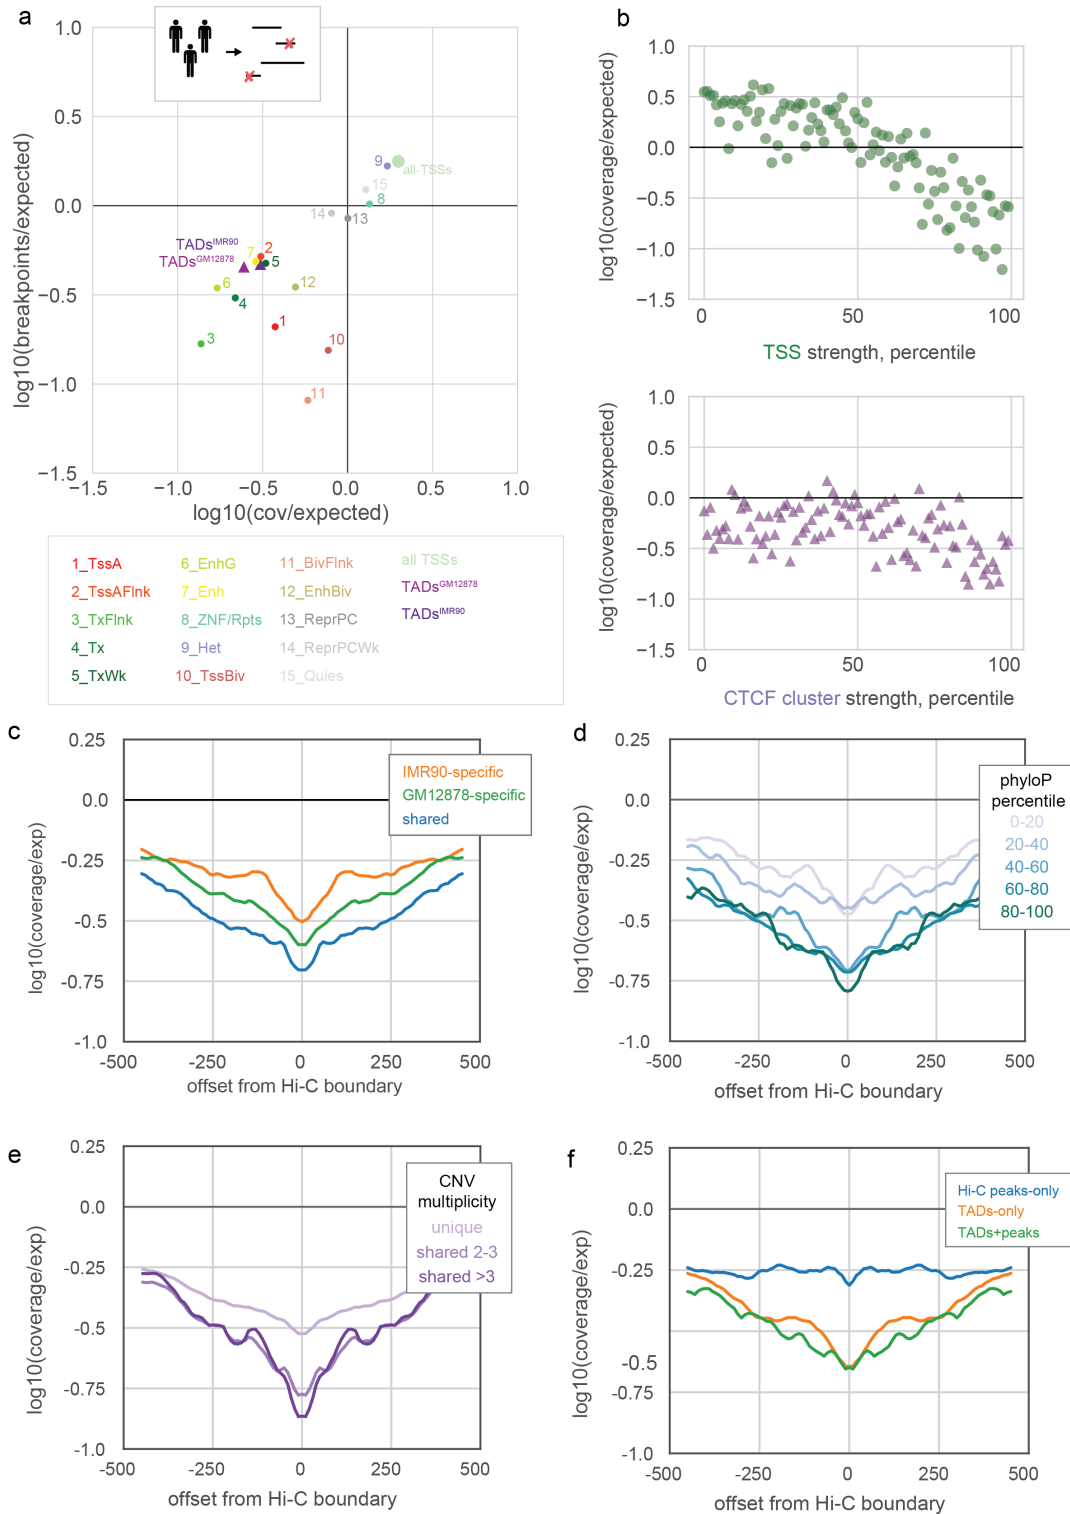 a
1.0
0.5
0.0
−0.5
−1.0
−1.5
log10(breakpoints/expected)
9
all-TSSs
15
8
14
13
TADsIMR90
TADsGM12878
7
2
5
6
12
4
1
3
10
11
−1.5
−1.0
−0.5
0.0
0.5
1.0
log10(cov/expected)
1_TssA
2_TssAFlnk
3_TxFlnk
4_Tx
5_TxWk
6_EnhG
7_Enh
8_ZNF/Rpts
9_Het
10_TssBiv
11_BivFlnk
12_EnhBiv
13_ReprPC
14_ReprPCWk
15_Quies
all TSSs
TADsGM12878
TADsIMR90
b
1.0
0.5
0.0
−0.5
−1.0
−1.5
log10(coverage/expected)
0
50
100
TSS strength, percentile
1.0
0.5
0.0
−0.5
−1.0
−1.5
log10(coverage/expected)
0
50
100
CTCF cluster strength, percentile
c
0.25
0.0
-0.25
-0.5
-0.75
-1.0
log10(coverage/exp)
IMR90-specific
GM12878-specific
shared
-500
-250
0
250
500
offset from Hi-C boundary
d
0.25
0.0
-0.25
-0.5
-0.75
-1.0
log10(coverage/exp)
phyloP
percentile
0-20
20-40
40-60
60-80
80-100
-500
-250
0
250
500
offset from Hi-C boundary
e
0.25
0.0
-0.25
-0.5
-0.75
-1.0
log10(coverage/exp)
CNV
multiplicity
unique
shared 2-3
shared >3
-500
-250
0
250
500
offset from Hi-C boundary
f
0.25
0.0
-0.25
-0.5
-0.75
-1.0
log10(coverage/exp)
Hi-C peaks-only
TADs-only
TADs+peaks
-500
-250
0
250
500
offset from Hi-C boundary